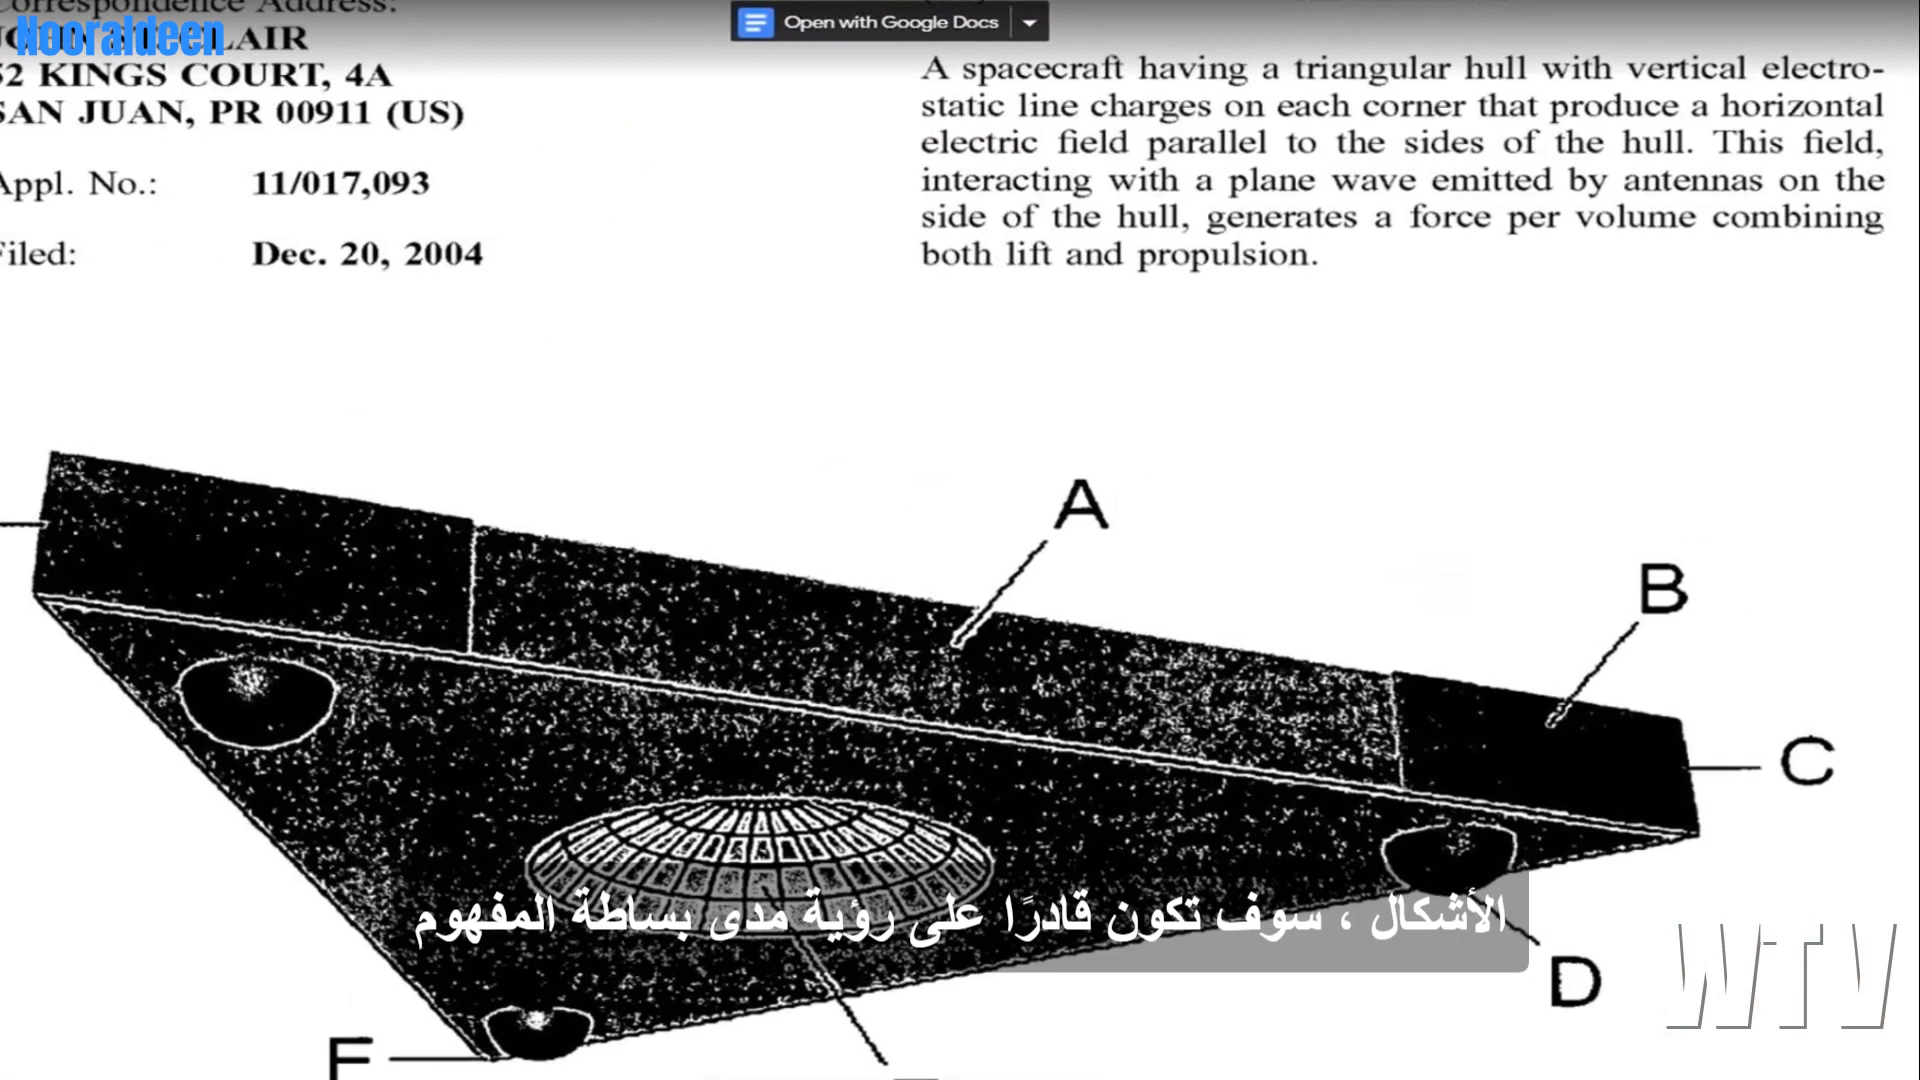 Correspondence Address:
Nooraldeen
LAIR
52 KINGS COURT, 4A
SAN JUAN, PR 00911 (US)
Appl. No.: 11/017,093
Filed: Dec. 20, 2004
Open with Google Docs
A spacecraft having a triangular hull with vertical electro-
static line charges on each corner that produce a horizontal
electric field parallel to the sides of the hull. This field,
interacting with a plane wave emitted by antennas on the
side of the hull, generates a force per volume combining
both lift and propulsion.
A
B
C
D
الأشكال ، سوف تكون قادرًا على رؤية مدى بساطة المفهوم
WTV